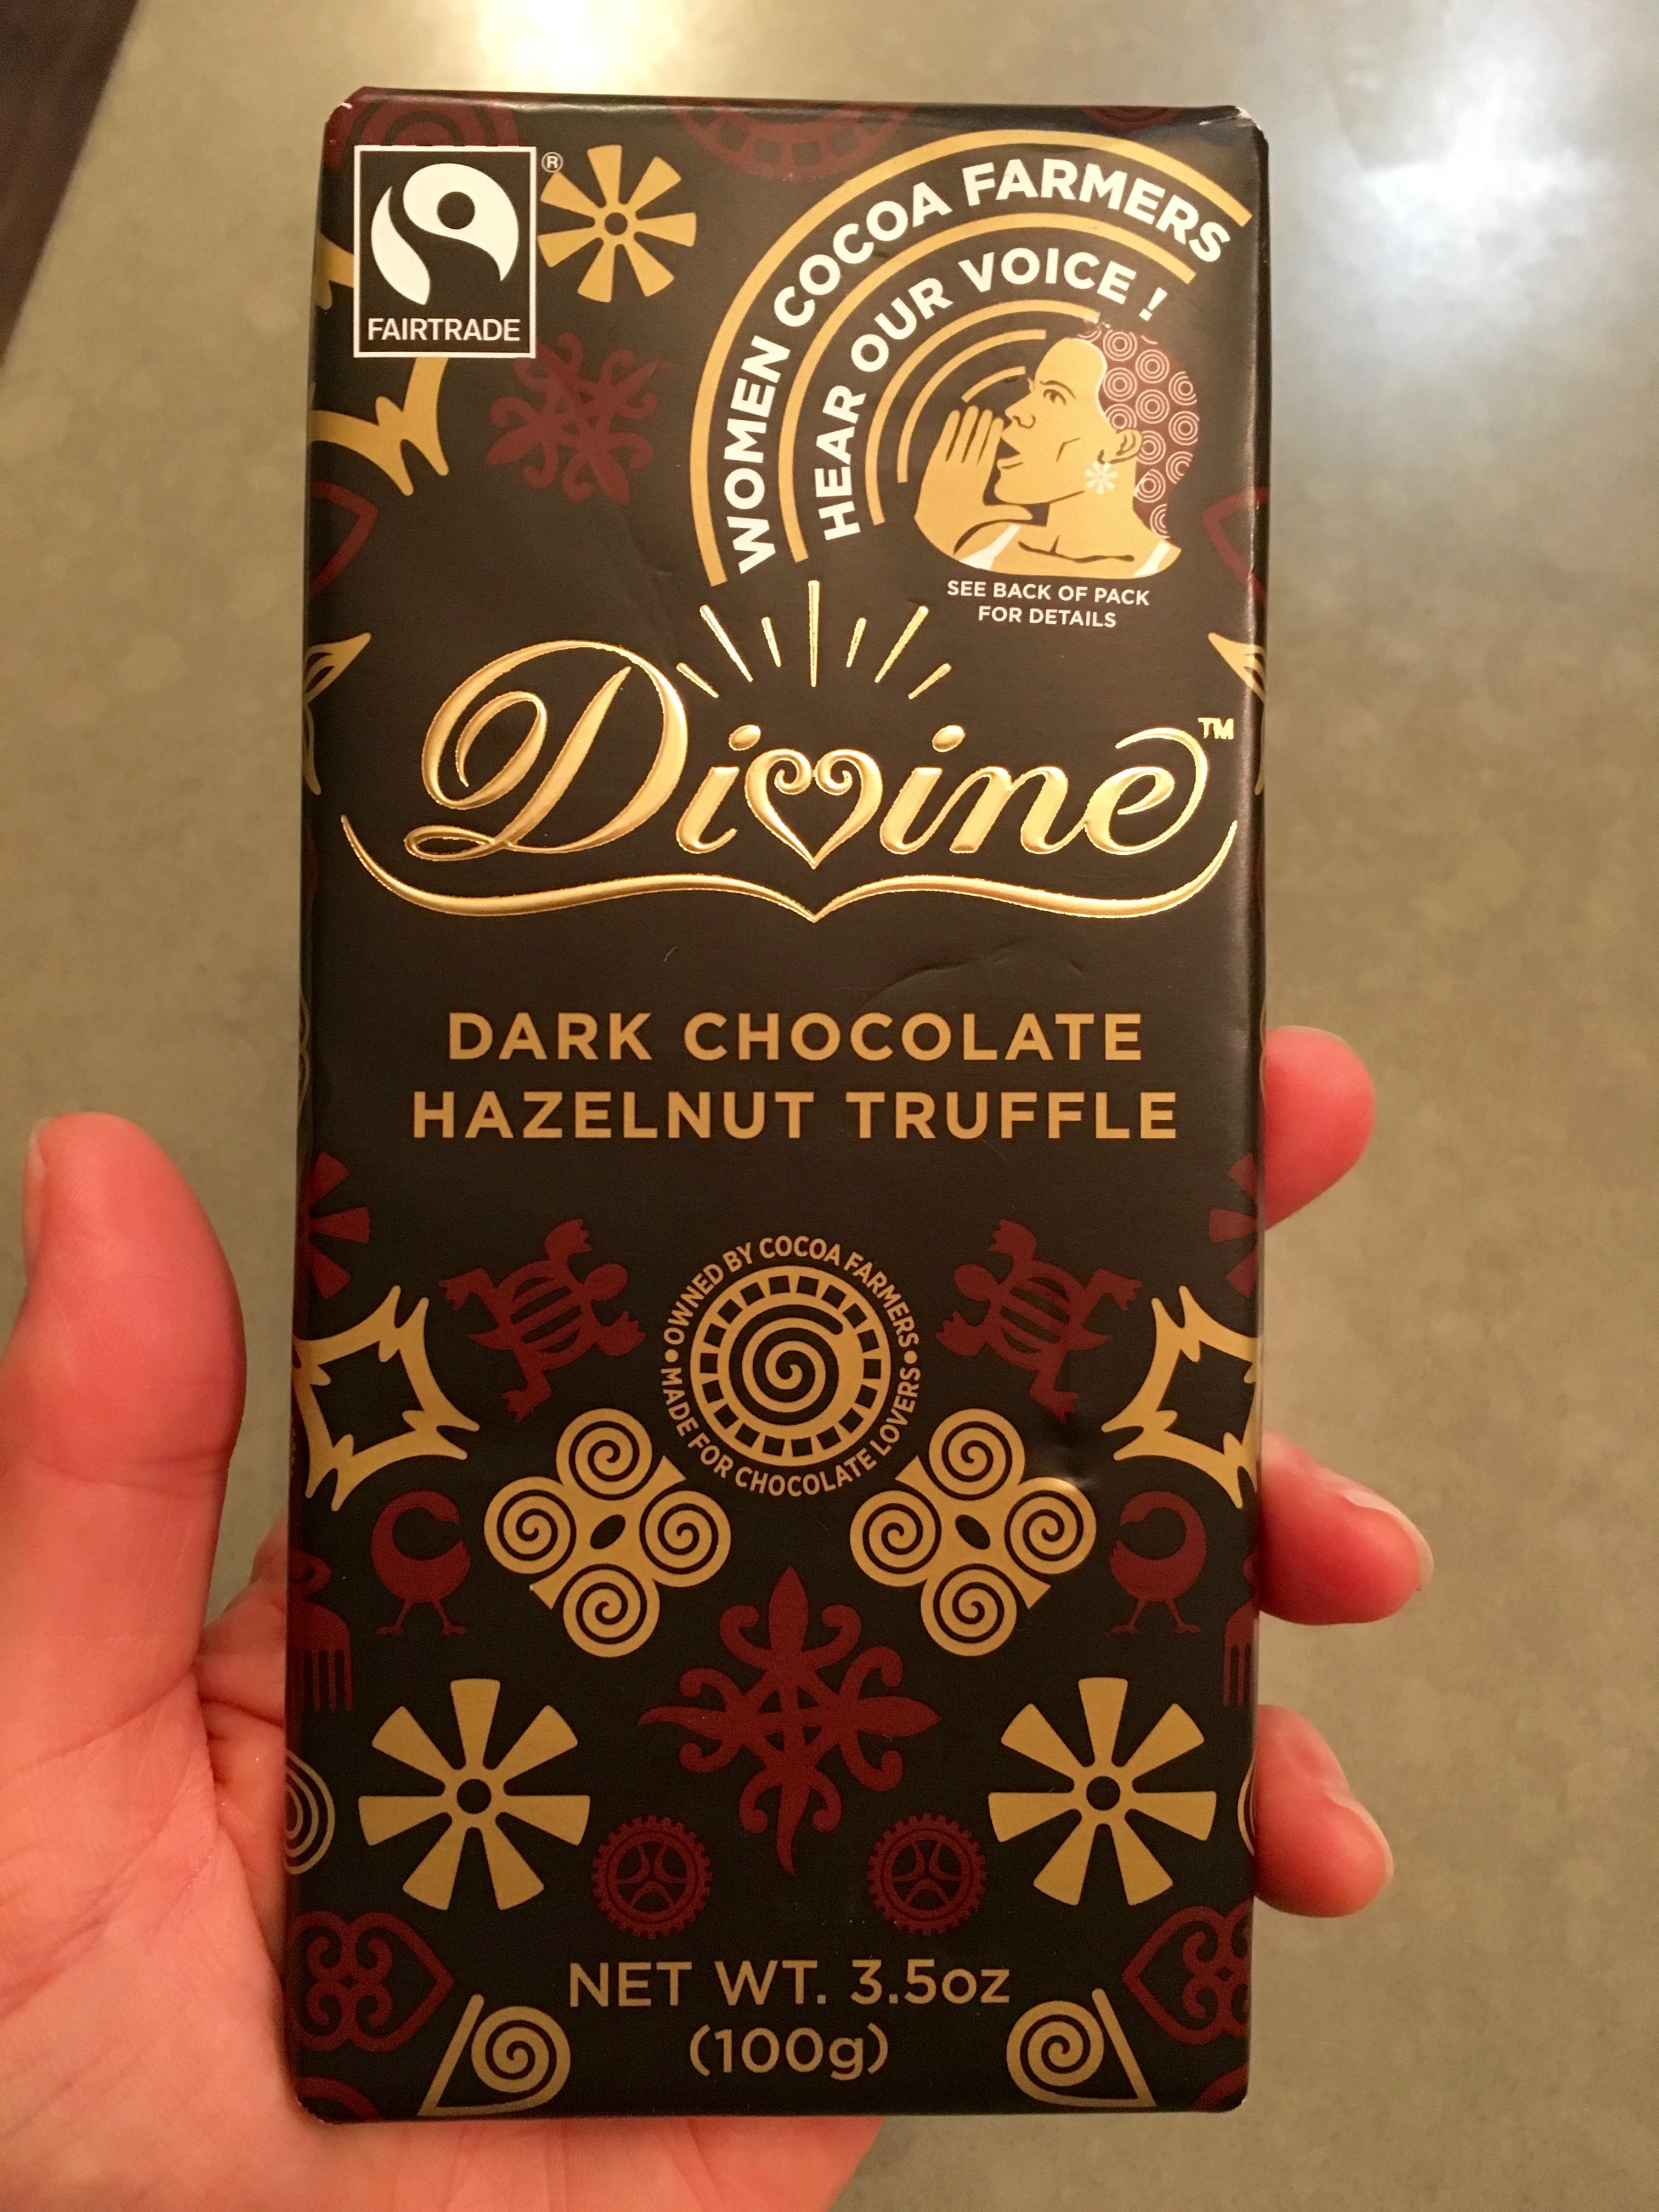 FAIRTRADE
®
WOMEN COCOA FARMERS
HEAR OUR VOICE !
SEE BACK OF PACK
FOR DETAILS
Divine™
DARK CHOCOLATE
HAZELNUT TRUFFLE
•OWNED BY COCOA FARMERS•
MADE FOR CHOCOLATE LOVERS
NET WT. 3.5oz
(100g)